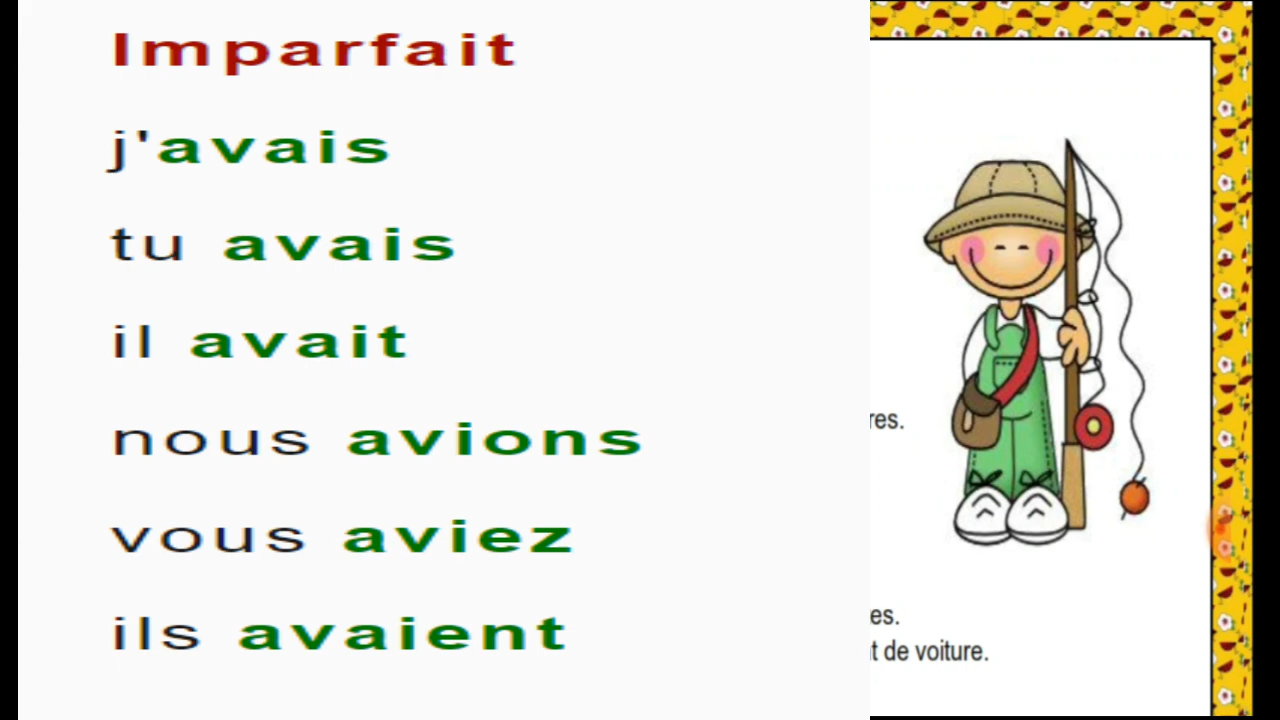 Imparfait
j'avais
tu avais
il avait
nous avions
vous aviez
ils avaient
res.
es.
t de voiture.